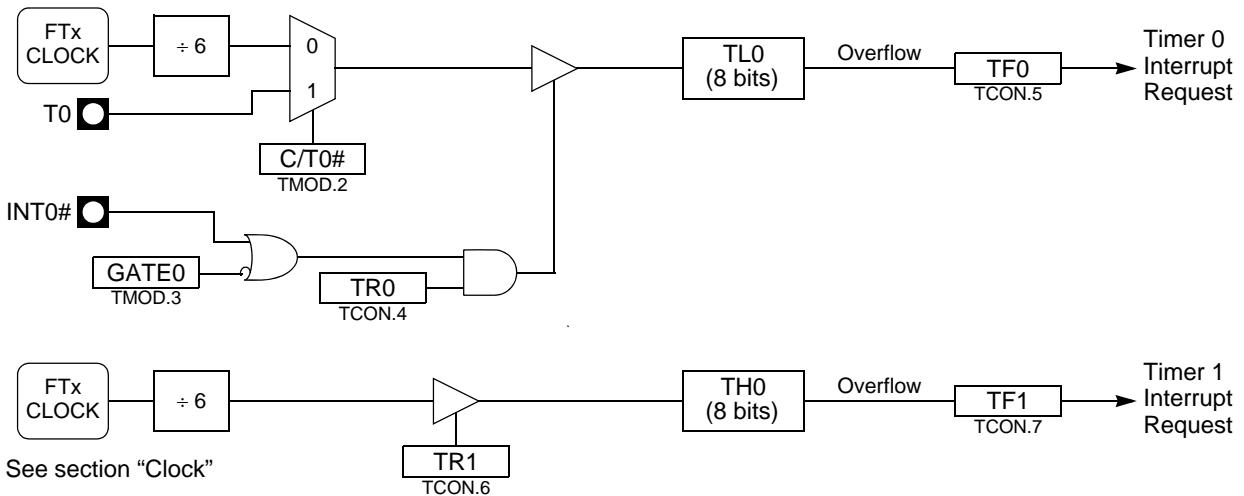 FTx
CLOCK
÷ 6
0
1
T0
C/T0#
TMOD.2
TL0
(8 bits)
Overflow
TF0
TCON.5
Timer 0
Interrupt
Request
INT0#
GATE0
TMOD.3
TR0
TCON.4
FTx
CLOCK
÷ 6
TR1
TCON.6
TH0
(8 bits)
Overflow
TF1
TCON.7
Timer 1
Interrupt
Request
See section “Clock”